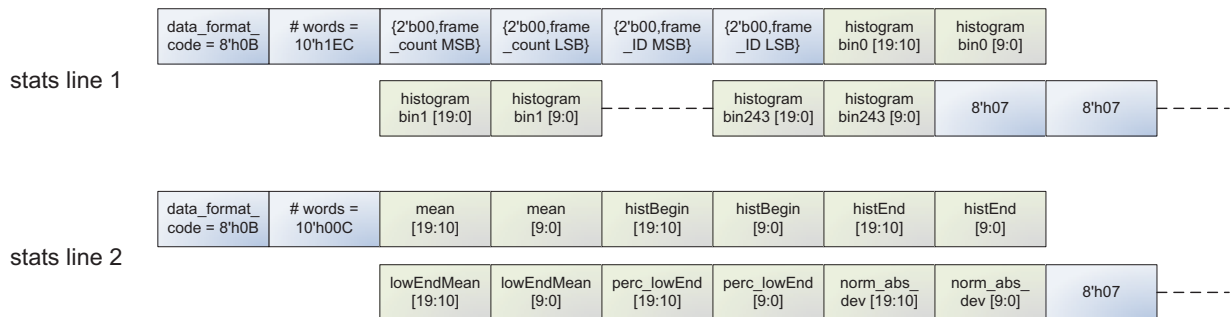 stats line 1
data_format_
code = 8'h0B
# words =
10'h1EC
{2'b00,frame
_count MSB}
{2'b00,frame
_count LSB}
{2'b00,frame
_ID MSB}
{2'b00,frame
_ID LSB}
histogram
bin0 [19:10]
histogram
bin0 [9:0]
histogram
bin1 [19:0]
histogram
bin1 [9:0]
histogram
bin243 [19:0]
histogram
bin243 [9:0]
8'h07
8'h07
stats line 2
data_format_
code = 8'h0B
# words =
10'h00C
mean
[19:10]
mean
[9:0]
histBegin
[19:10]
histBegin
[9:0]
histEnd
[19:10]
histEnd
[9:0]
lowEndMean
[19:10]
lowEndMean
[9:0]
perc_lowEnd
[19:10]
perc_lowEnd
[9:0]
norm_abs_
dev [19:10]
norm_abs_
dev [9:0]
8'h07